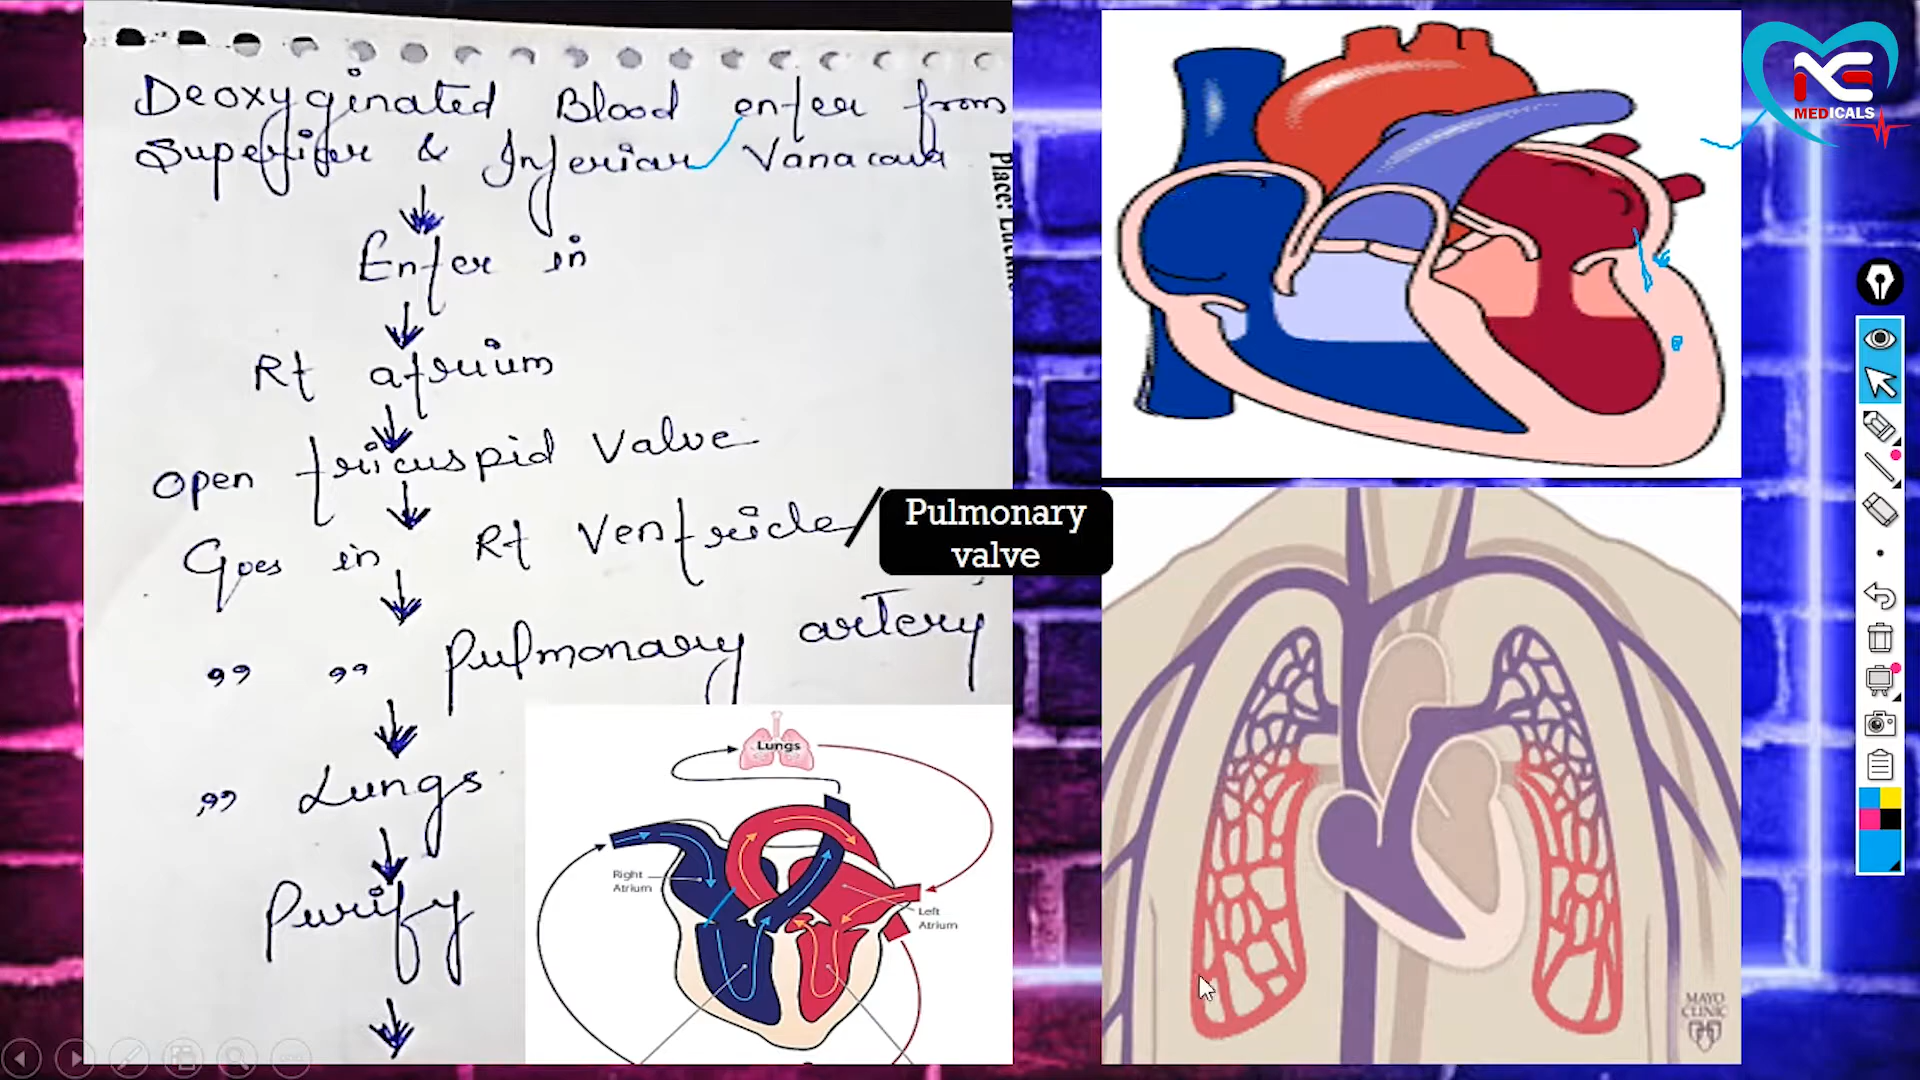 Deoxyginated Blood enter from
Superiier & Inferiar Vanacava
Enter in
Rt atrium
Open tricuspid Valve
Goes in Rt Ventricle
Pulmonary
valve
,, ,, Pulmonary artery
,, Lungs
Purify
Lungs
Right
Atrium
Left
Atrium
MAYO
CLINIC
MEDICALS